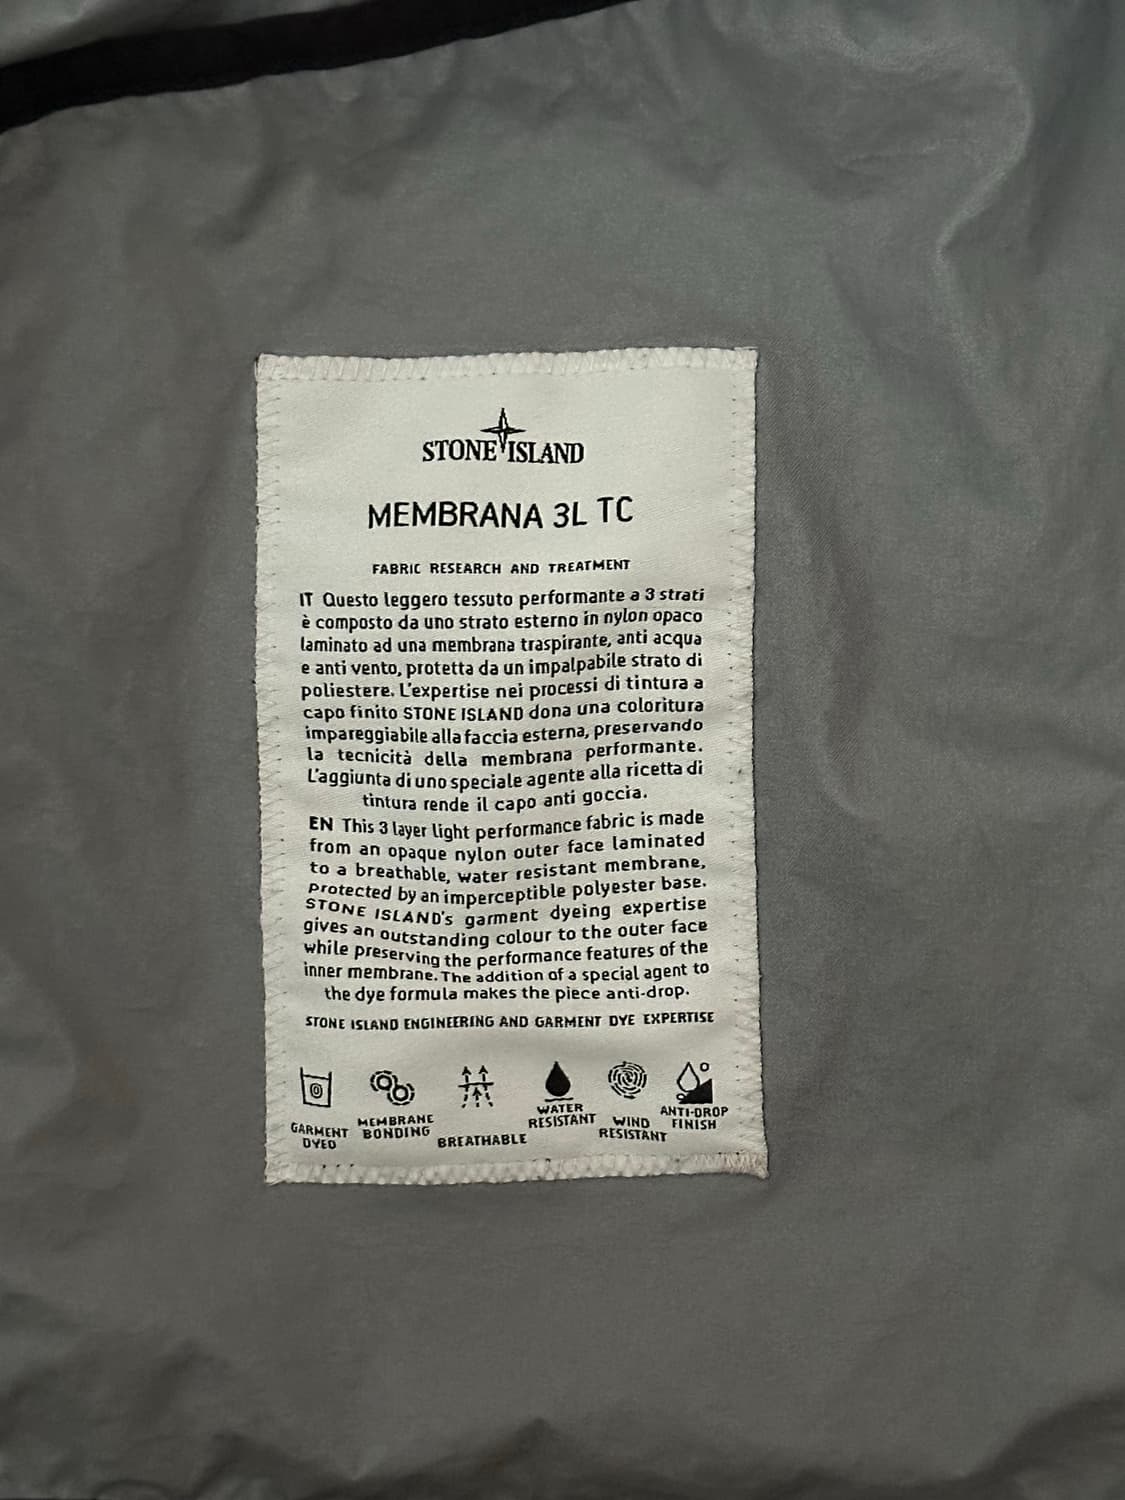 STONE ISLAND
MEMBRANA 3L TC
FABRIC RESEARCH AND TREATMENT
IT Questo leggero tessuto performante a 3 strati
è composto da uno strato esterno in nylon opaco
laminato ad una membrana traspirante, anti acqua
e anti vento, protetta da un impalpabile strato di
poliestere. L'expertise nei processi di tintura a
capo finito STONE ISLAND dona una coloritura
impareggiabile alla faccia esterna, preservando
la tecnicità della membrana performante.
L'aggiunta di uno speciale agente alla ricetta di
tintura rende il capo anti goccia.
EN This 3 layer light performance fabric is made
from an opaque nylon outer face laminated
to a breathable, water resistant membrane,
protected by an imperceptible polyester base.
STONE ISLAND's garment dyeing expertise
gives an outstanding colour to the outer face
while preserving the performance features of the
inner membrane. The addition of a special agent to
the dye formula makes the piece anti-drop.
STONE ISLAND ENGINEERING AND GARMENT DYE EXPERTISE
GARMENT
DYED
MEMBRANE
BONDING
BREATHABLE
WATER
RESISTANT
WIND
RESISTANT
ANTI-DROP
FINISH